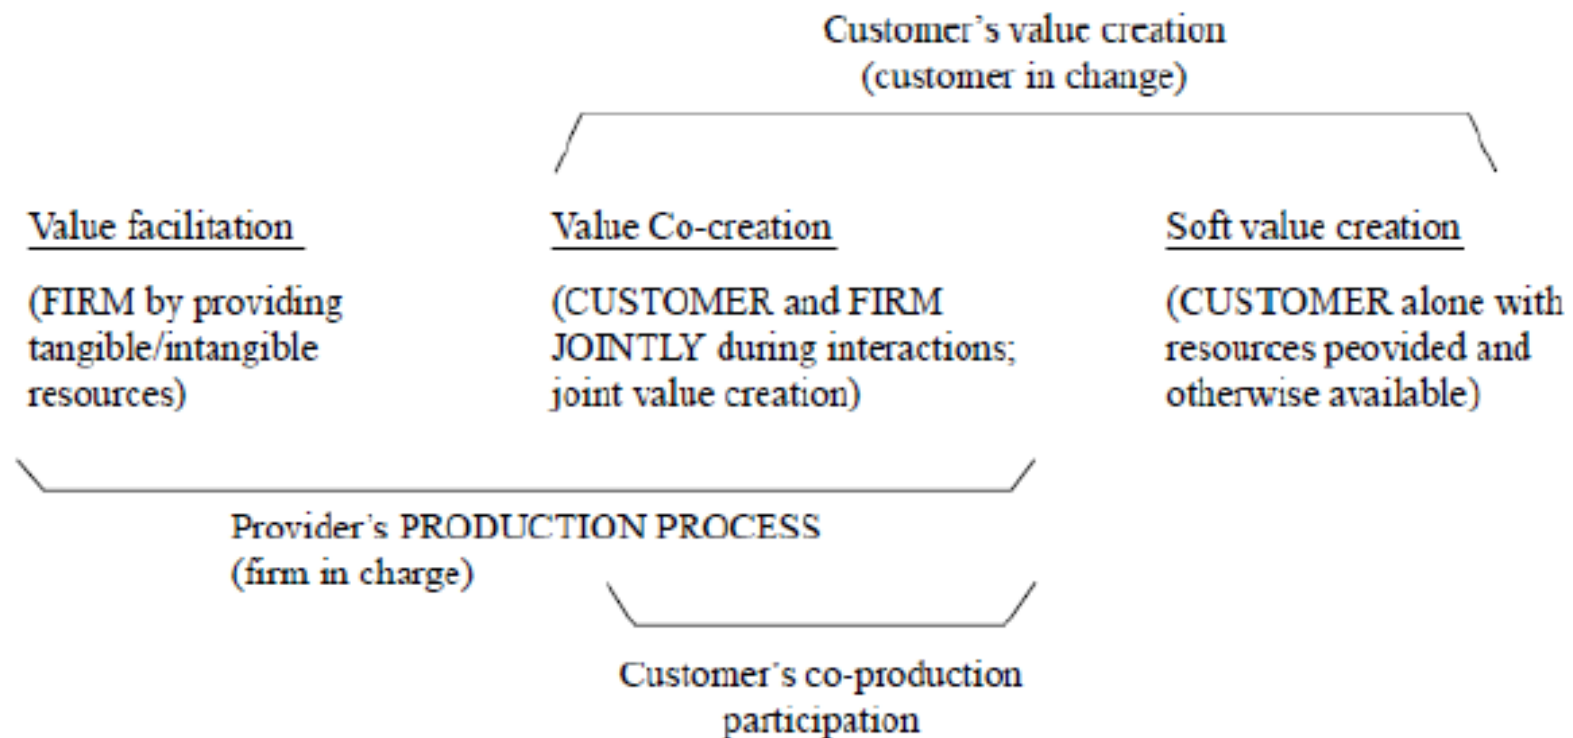 Customer's value creation
(customer in change)
Value facilitation
(FIRM by providing
tangible/intangible
resources)
Value Co-creation
(CUSTOMER and FIRM
JOINTLY during interactions;
joint value creation)
Soft value creation
(CUSTOMER alone with
resources peovided and
otherwise available)
Provider's PRODUCTION PROCESS
(firm in charge)
Customer's co-production
participation